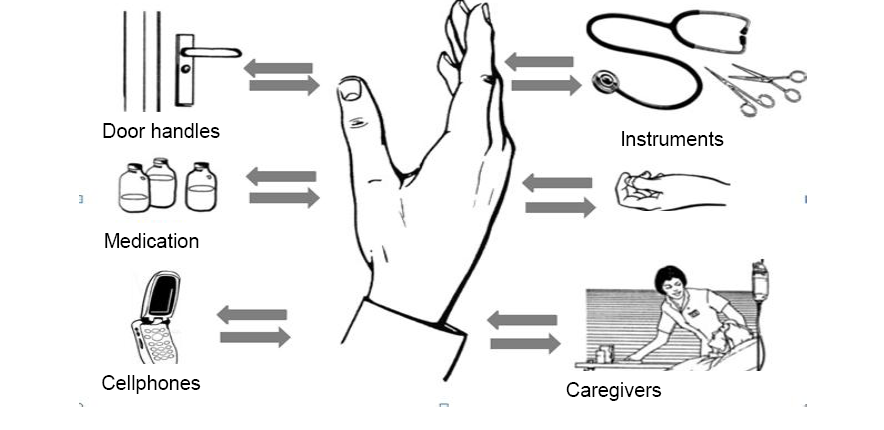 Door handles
Instruments
Medication
Cellphones
Caregivers